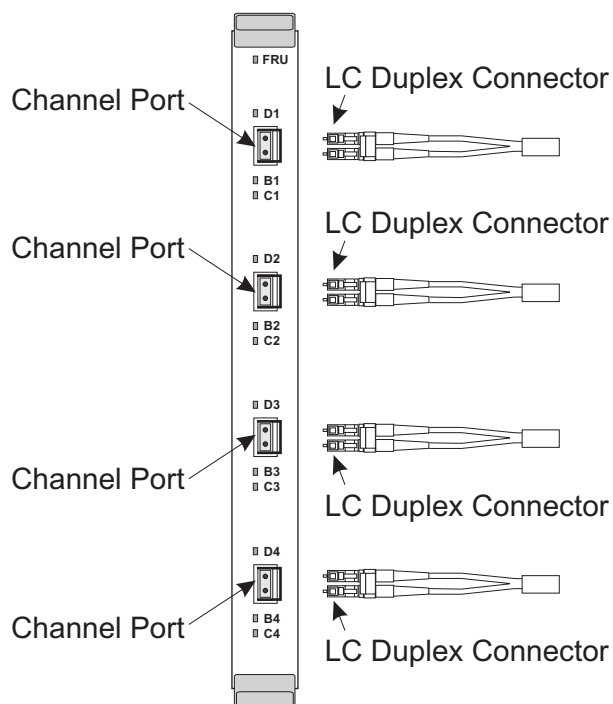 FRU
LC Duplex Connector
Channel Port
D1
B1
C1
LC Duplex Connector
Channel Port
D2
B2
C2
D3
Channel Port
B3
C3
LC Duplex Connector
D4
Channel Port
B4
C4
LC Duplex Connector